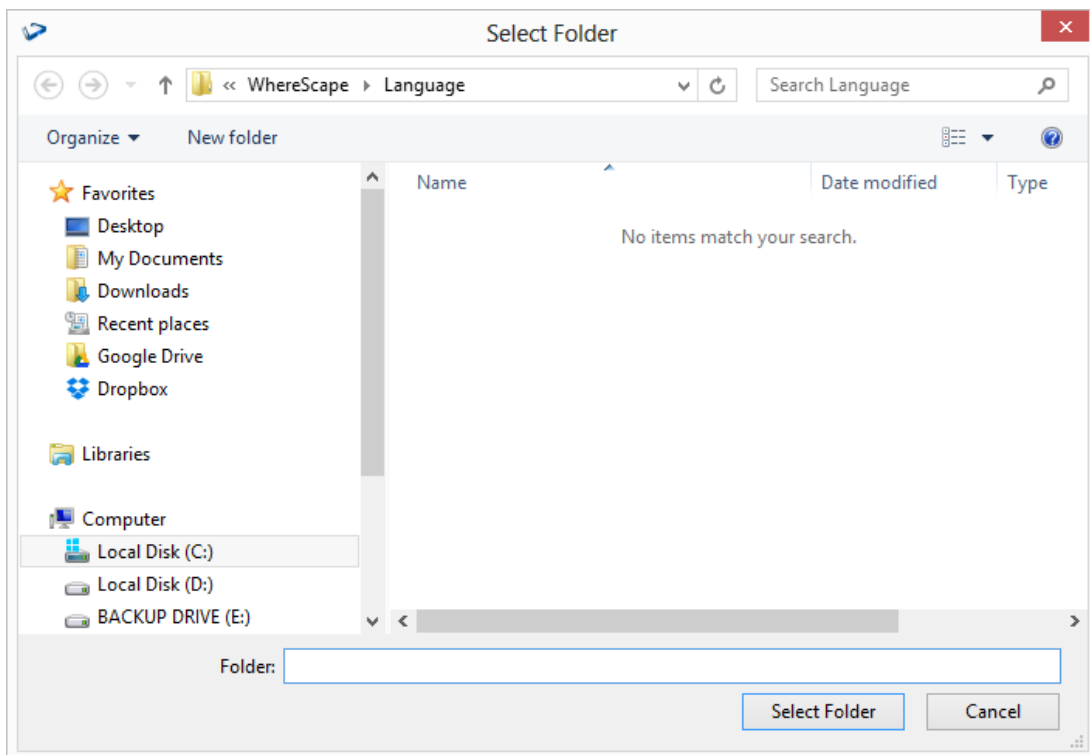 Select Folder
« WhereScape Language
Search Language
Organize
New folder
Favorites
Desktop
My Documents
Downloads
Recent places
Google Drive
Dropbox
Libraries
Computer
Local Disk (C:)
Local Disk (D:)
BACKUP DRIVE (E:)
Name Date modified Type
No items match your search.
Folder:
Select Folder Cancel